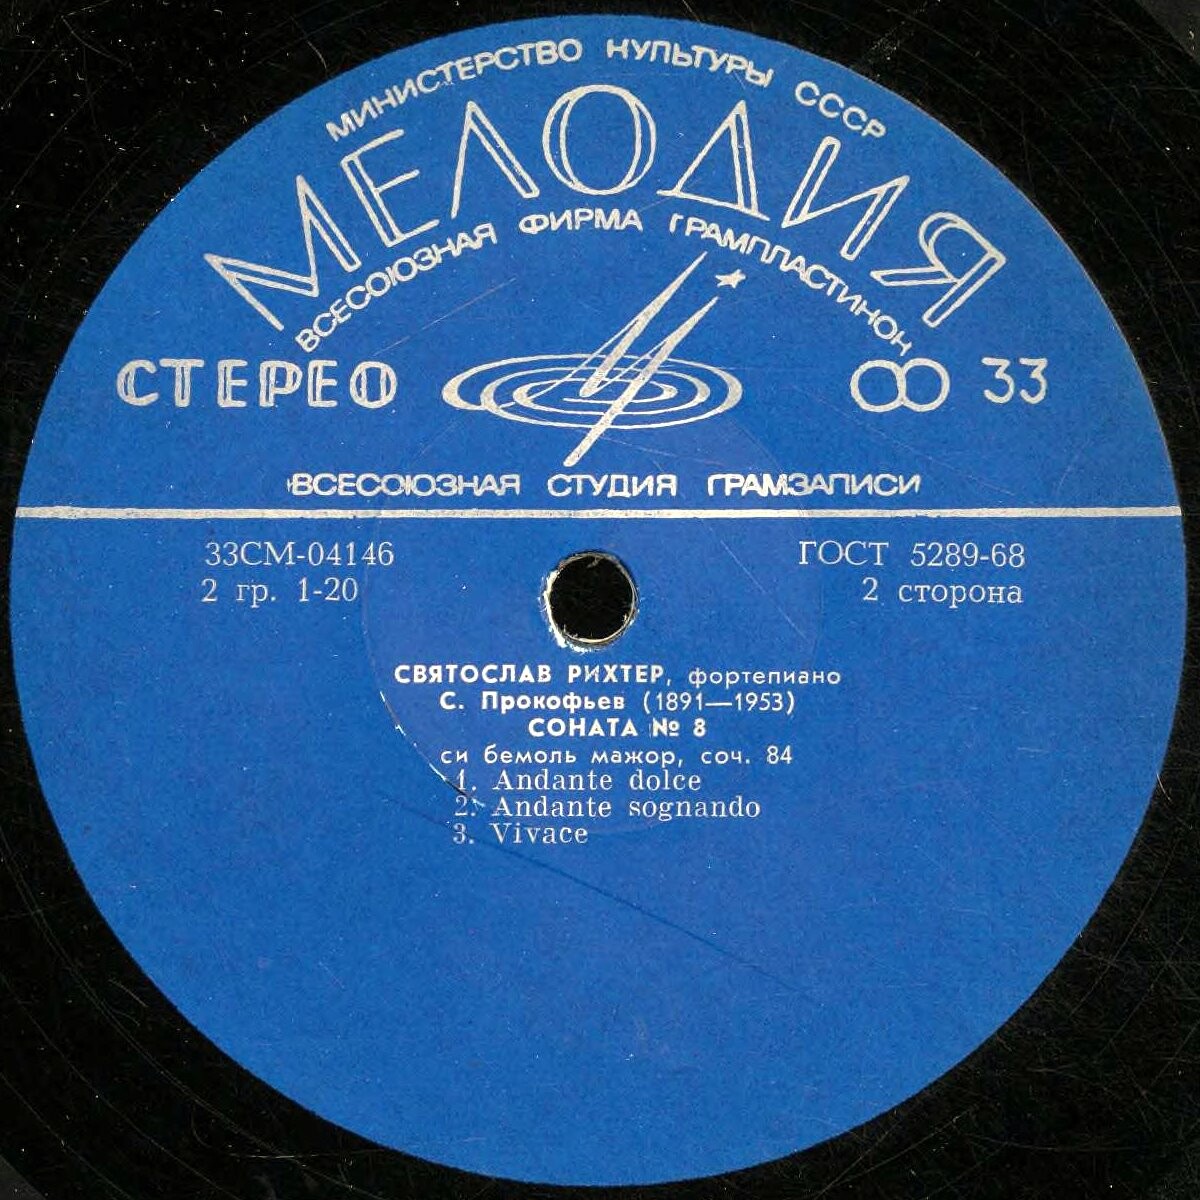 МИНИСТЕРСТВО КУЛЬТУРЫ СССР
МЕЛОДИЯ
ВСЕСОЮЗНАЯ ФИРМА ГРАМПЛАСТИНОК
СТЕРЕО 33
ВСЕСОЮЗНАЯ СТУДИЯ ГРАМЗАПИСИ
33СМ-04146 ГОСТ 5289-68
2 гр. 1-20 2 сторона
СВЯТОСЛАВ РИХТЕР, фортепиано
С. Прокофьев (1891—1953)
СОНАТА № 8
си бемоль мажор, соч. 84
1. Andante dolce
2. Andante sognando
3. Vivace